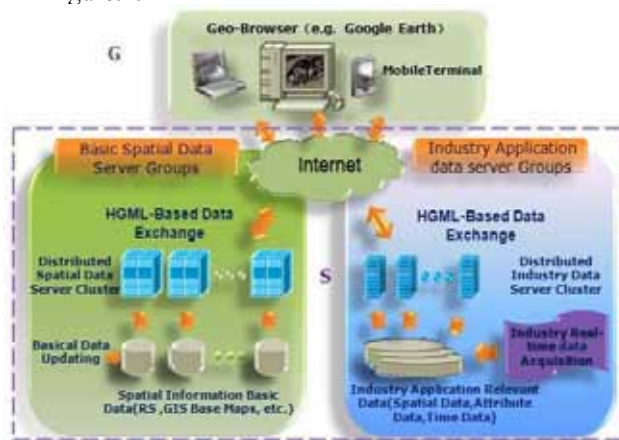 Geo-Browser (e.g. Google Earth)
G
MobileTerminal
Basic Spatial Data
Server Groups
Internet
Industry Application
data server Groups
HGML-Based Data
Exchange
HGML-Based Data
Exchange
Distributed
Spatial Data
Server Cluster
S
Distributed
Industry Data
Server Cluster
Basical Data
Updating
Industry Real-
time data
Acquisition
Spatial Information Basic
Data(RS ,GIS Base Maps, etc.)
Industry Application Relevant
Data(Spatial Data,Attribute
Data,Time Data)